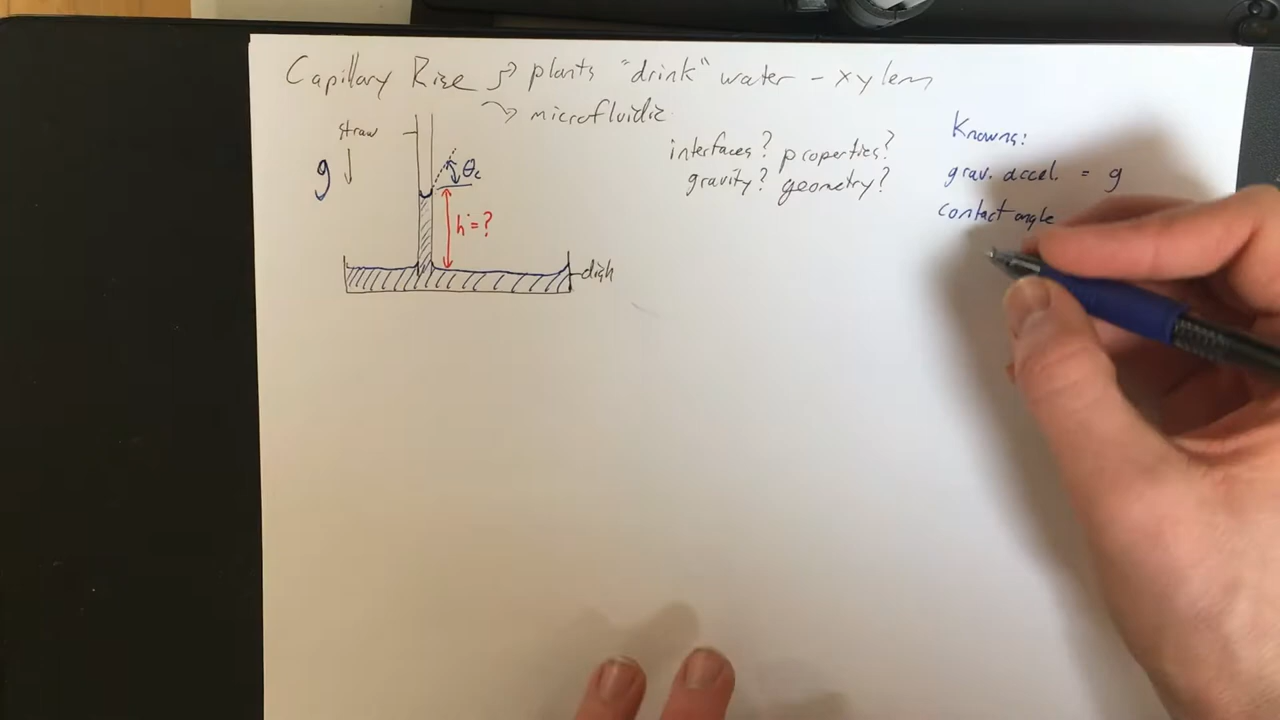 Capillary Rise → plants "drink" water - xylem
→ microfluidic
straw
g
θc
h = ?
dish
interfaces? properties?
gravity? geometry?
Knowns:
grav. accel. = g
contact angle